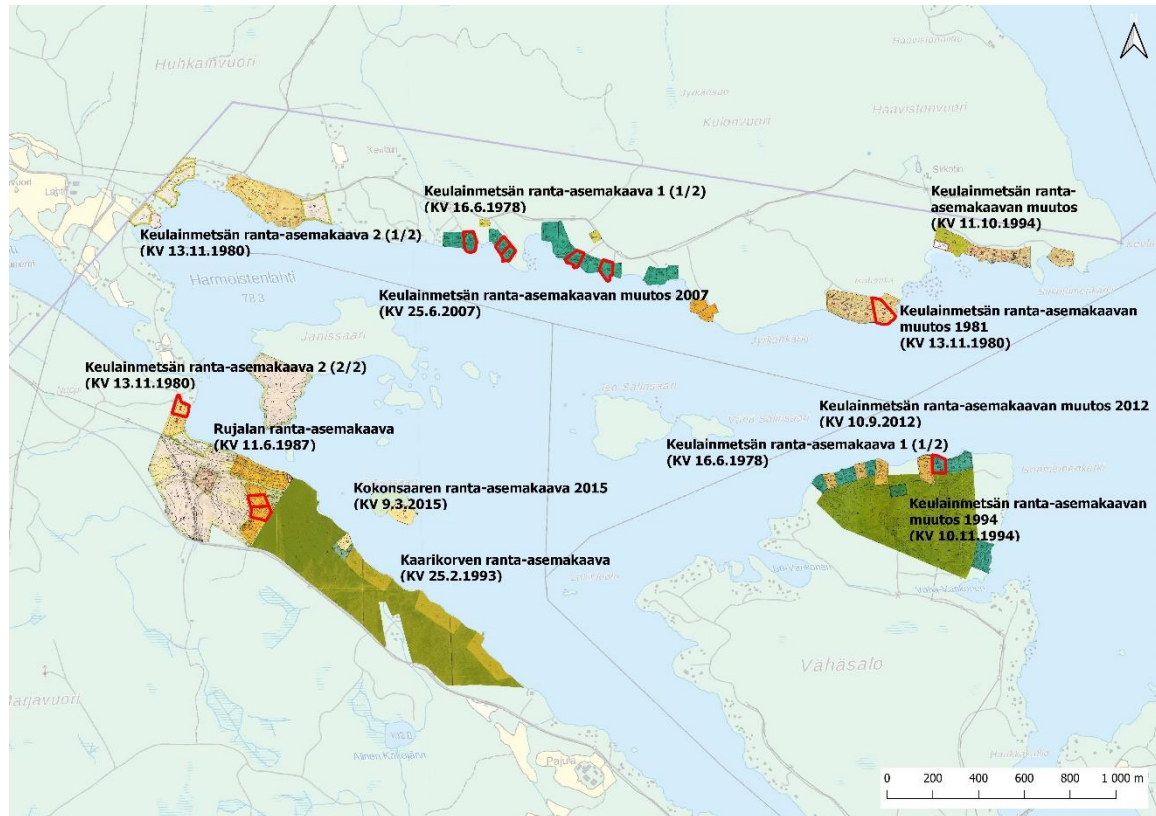 Huhkainvuori
Haavistonvuori
Kulonvuori
Keulainmetsän ranta-asemakaava 1 (1/2)
(KV 16.6.1978)
Keulainmetsän ranta-
asemakaavan muutos
(KV 11.10.1994)
Keulainmetsän ranta-asemakaava 2 (1/2)
(KV 13.11.1980)
Harmoistenlahti
78.3
Keulainmetsän ranta-asemakaavan muutos 2007
(KV 25.6.2007)
Keulainmetsän ranta-asemakaavan
muutos 1981
(KV 13.11.1980)
Janissaari
Keulainmetsän ranta-asemakaava 2 (2/2)
(KV 13.11.1980)
Keulainmetsän ranta-asemakaavan muutos 2012
(KV 10.9.2012)
Rujalan ranta-asemakaava
(KV 11.6.1987)
Keulainmetsän ranta-asemakaava 1 (1/2)
(KV 16.6.1978)
Kokonsaaren ranta-asemakaava 2015
(KV 9.3.2015)
Keulainmetsän ranta-asemakaavan
muutos 1994
(KV 10.11.1994)
Kaarikorven ranta-asemakaava
(KV 25.2.1993)
Vähäsalo
Pajula
0 200 400 600 800 1 000 m